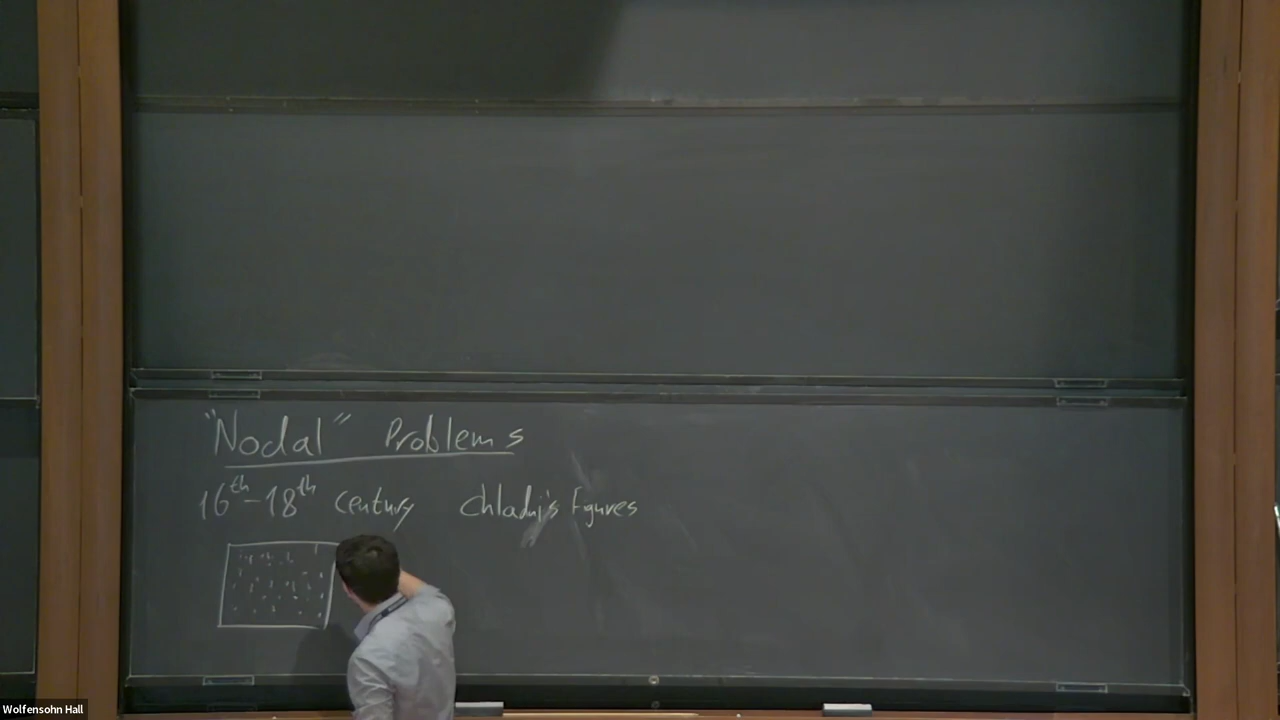 "Nodal" Problems
16th-18th century Chladni's Figures
Wolfensohn Hall